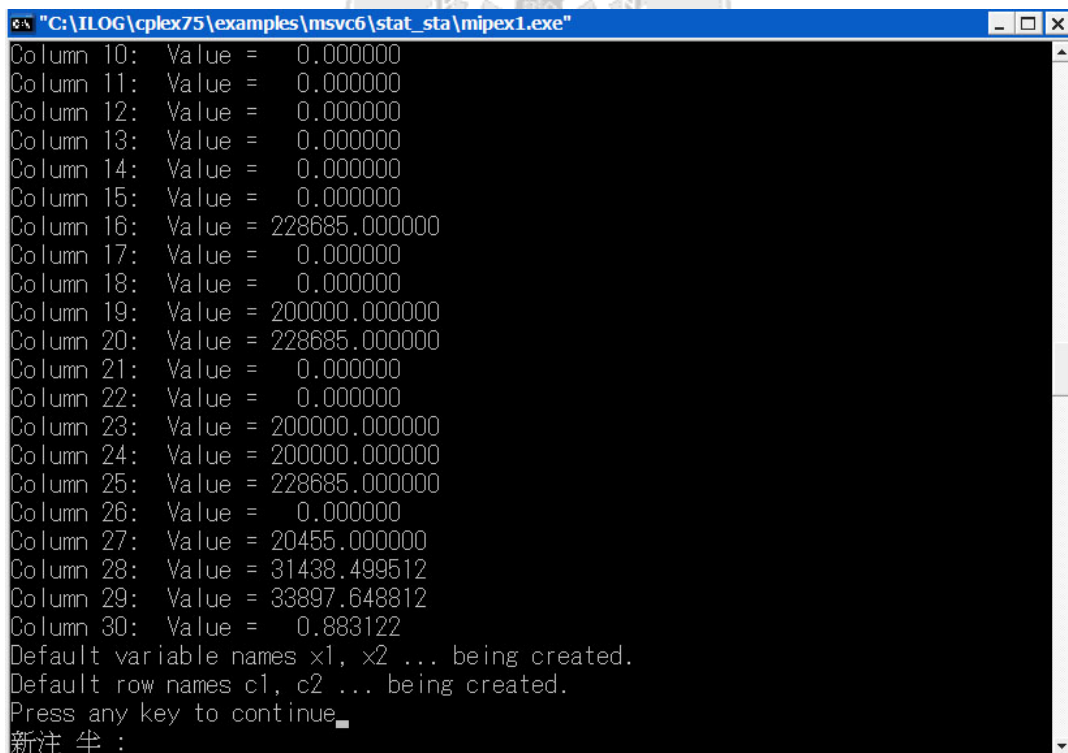 "C:\ILOG\cplex75\examples\msvc6\stat_sta\mipex1.exe"
Column 10:  Value =   0.000000
Column 11:  Value =   0.000000
Column 12:  Value =   0.000000
Column 13:  Value =   0.000000
Column 14:  Value =   0.000000
Column 15:  Value =   0.000000
Column 16:  Value = 228685.000000
Column 17:  Value =   0.000000
Column 18:  Value =   0.000000
Column 19:  Value = 200000.000000
Column 20:  Value = 228685.000000
Column 21:  Value =   0.000000
Column 22:  Value =   0.000000
Column 23:  Value = 200000.000000
Column 24:  Value = 200000.000000
Column 25:  Value = 228685.000000
Column 26:  Value =   0.000000
Column 27:  Value = 20455.000000
Column 28:  Value = 31438.499512
Column 29:  Value = 33897.648812
Column 30:  Value =   0.883122
Default variable names x1, x2 ... being created.
Default row names c1, c2 ... being created.
Press any key to continue_
新注 半 :